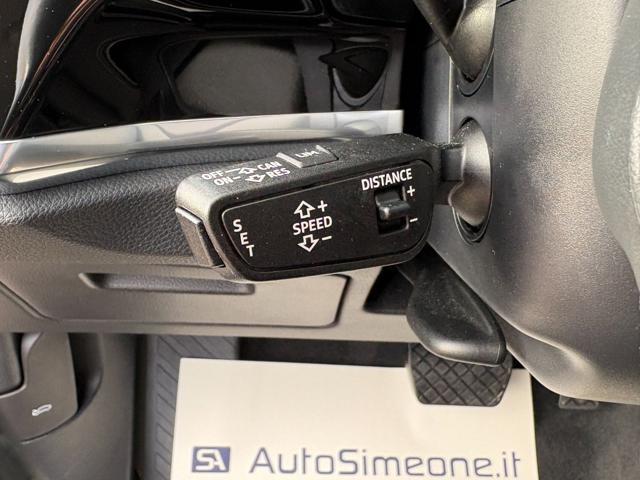 OFF CAN LIM
ON RES
DISTANCE
+
SET
+
SPEED
-
-
SA AutoSimeone.it